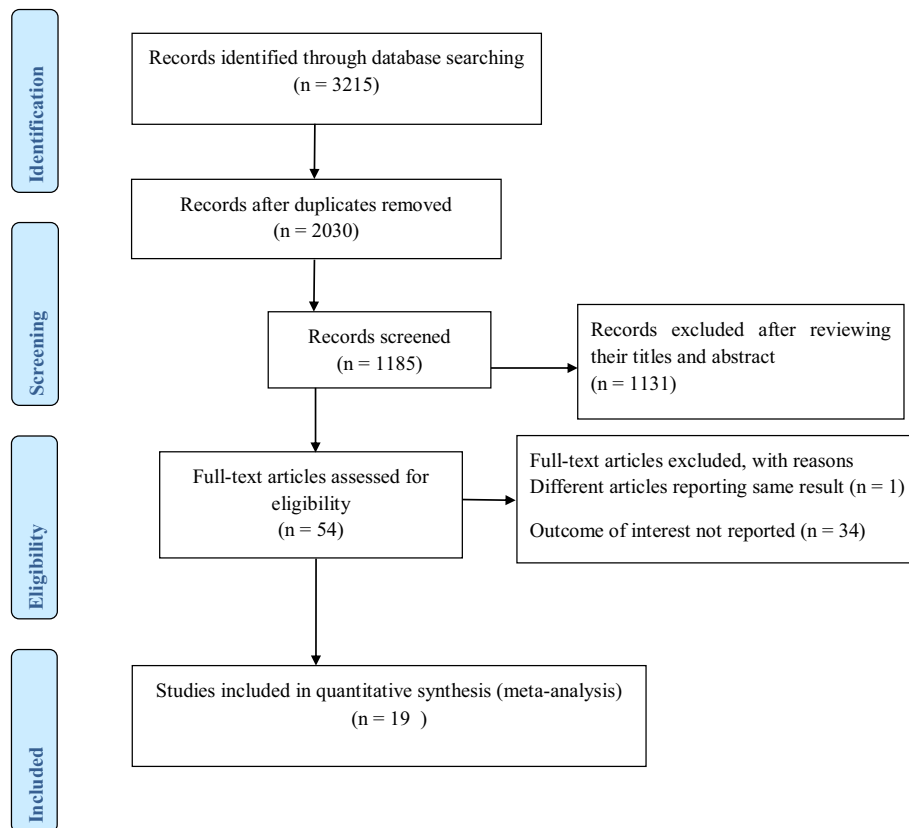 Identification
Records identified through database searching
(n = 3215)
Records after duplicates removed
(n = 2030)
Screening
Records screened
(n = 1185)
Records excluded after reviewing
their titles and abstract
(n = 1131)
Eligibility
Full-text articles assessed for
eligibility
(n = 54)
Full-text articles excluded, with reasons
Different articles reporting same result (n = 1)
Outcome of interest not reported (n = 34)
Included
Studies included in quantitative synthesis (meta-analysis)
(n = 19 )